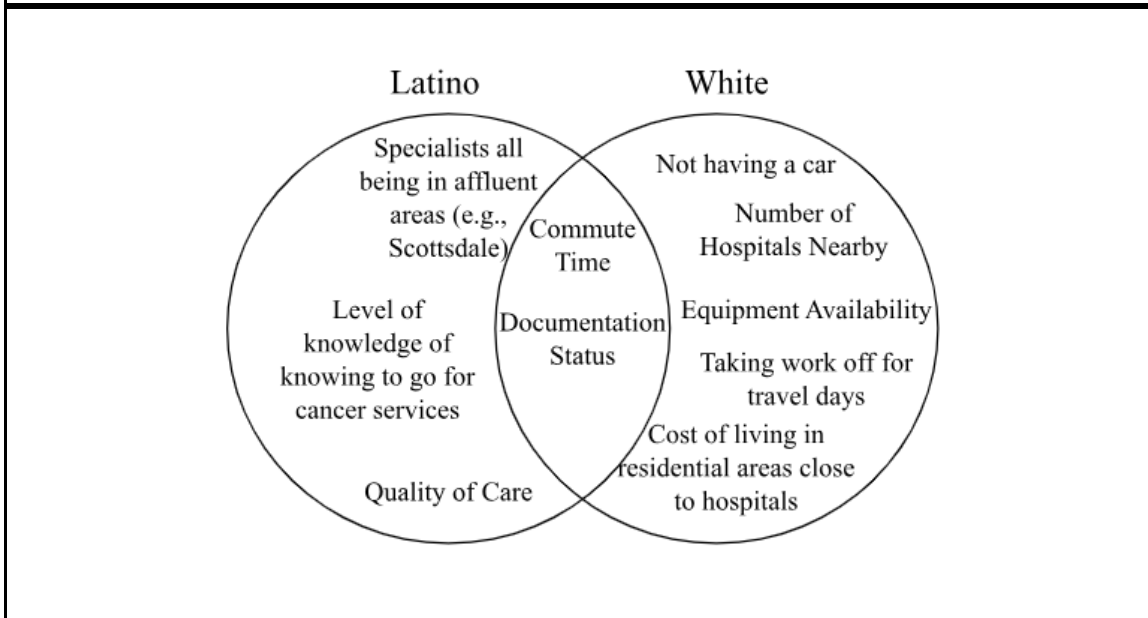 Latino
White
Specialists all
being in affluent
areas (e.g.,
Scottsdale)
Level of
knowledge of
knowing to go for
cancer services
Quality of Care
Commute
Time
Documentation
Status
Not having a car
Number of
Hospitals Nearby
Equipment Availability
Taking work off for
travel days
Cost of living in
residential areas close
to hospitals